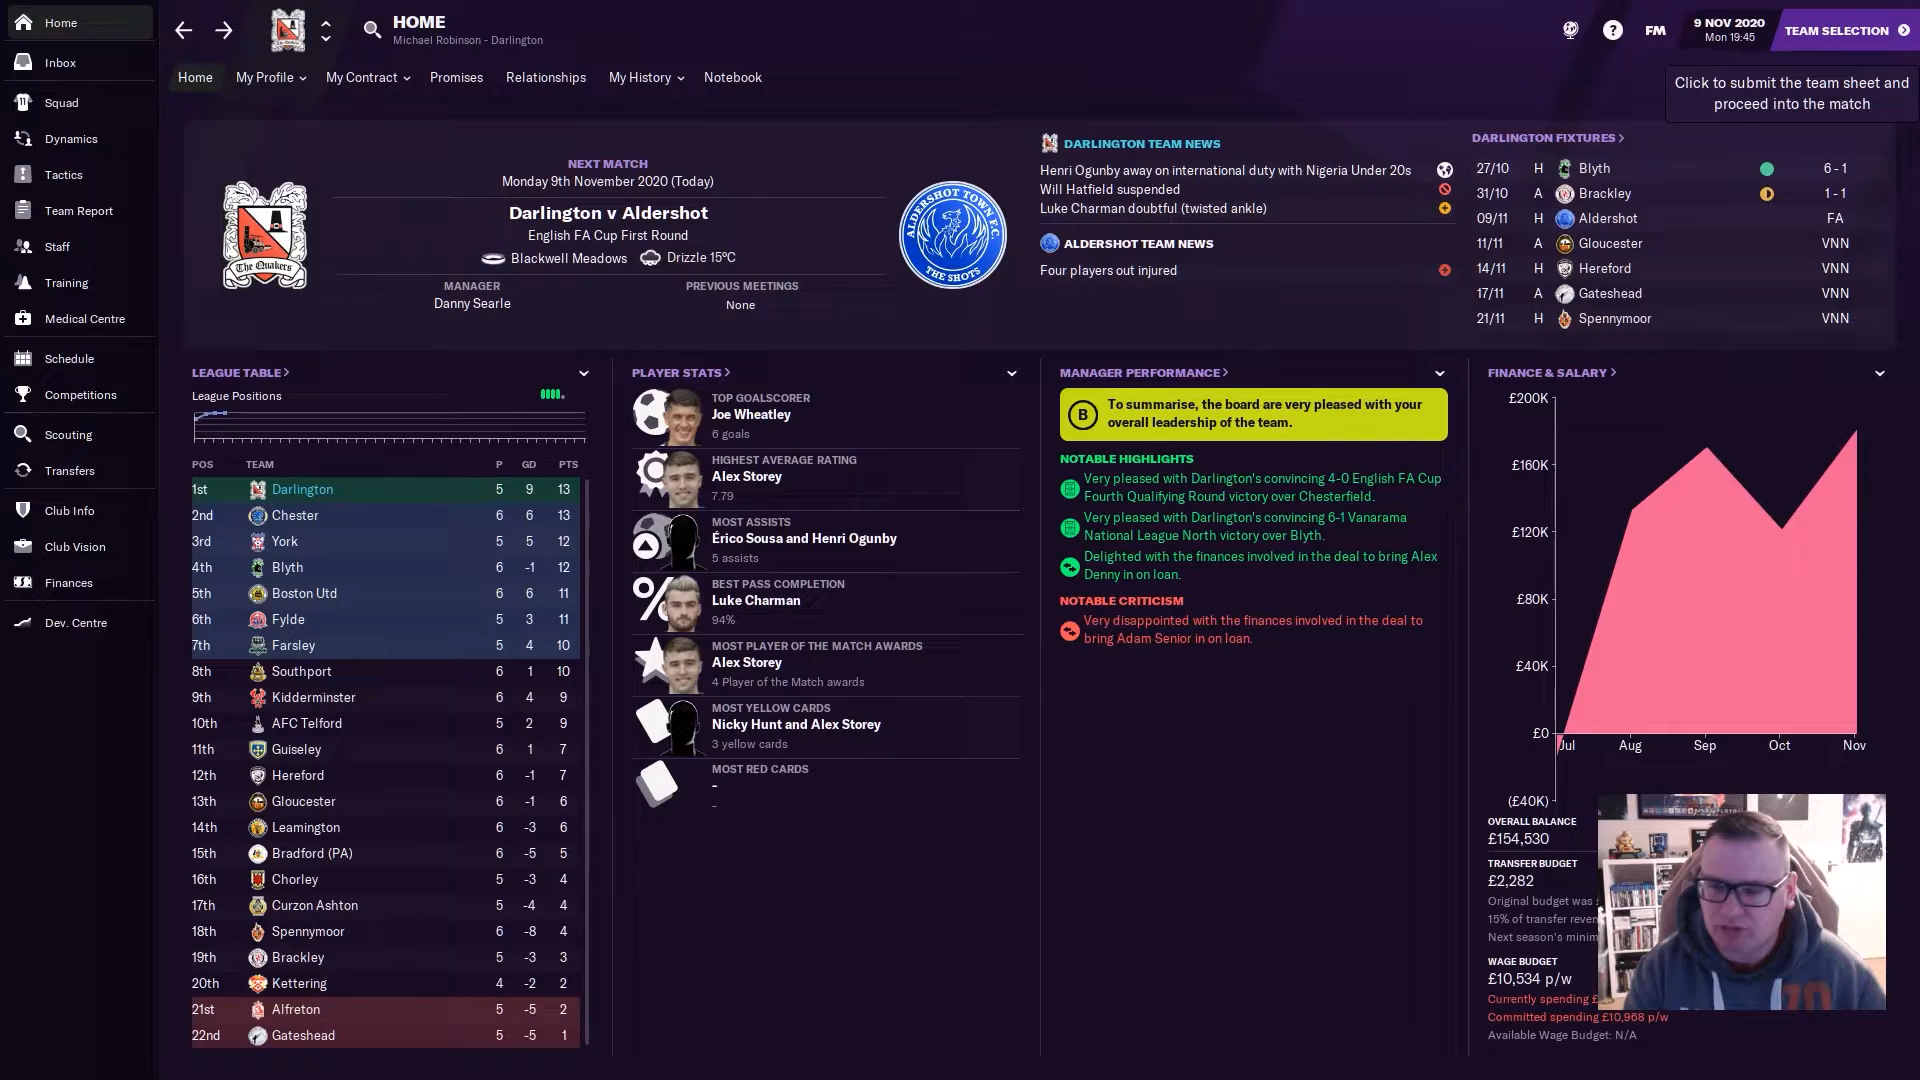 Home
Inbox
Squad
Dynamics
Tactics
Team Report
Staff
Training
Medical Centre
Schedule
Competitions
Scouting
Transfers
Club Info
Club Vision
Finances
Dev. Centre
HOME
Michael Robinson - Darlington
FM
9 NOV 2020
Mon 19:45
TEAM SELECTION
Home
My Profile
My Contract
Promises
Relationships
My History
Notebook
Click to submit the team sheet and
proceed into the match
The Quakers
NEXT MATCH
Monday 9th November 2020 (Today)
Darlington v Aldershot
English FA Cup First Round
Blackwell Meadows
Drizzle 15ºC
MANAGER
Danny Searle
PREVIOUS MEETINGS
None
ALDERSHOT TOWN F.C.
THE SHOTS
DARLINGTON TEAM NEWS
Henri Ogunby away on international duty with Nigeria Under 20s
Will Hatfield suspended
Luke Charman doubtful (twisted ankle)
ALDERSHOT TEAM NEWS
Four players out injured
DARLINGTON FIXTURES
27/10 H Blyth 6 - 1
31/10 A Brackley 1 - 1
09/11 H Aldershot FA
11/11 A Gloucester VNN
14/11 H Hereford VNN
17/11 A Gateshead VNN
21/11 H Spennymoor VNN
LEAGUE TABLE
League Positions
POS TEAM P GD PTS
1st Darlington 5 9 13
2nd Chester 6 6 13
3rd York 5 5 12
4th Blyth 6 -1 12
5th Boston Utd 6 6 11
6th Fylde 5 3 11
7th Farsley 5 4 10
8th Southport 6 1 10
9th Kidderminster 6 4 9
10th AFC Telford 5 2 9
11th Guiseley 6 1 7
12th Hereford 6 -1 7
13th Gloucester 6 -1 6
14th Leamington 6 -3 6
15th Bradford (PA) 6 -5 5
16th Chorley 5 -3 4
17th Curzon Ashton 5 -4 4
18th Spennymoor 6 -8 4
19th Brackley 5 -3 3
20th Kettering 4 -2 2
21st Alfreton 5 -5 2
22nd Gateshead 5 -5 1
PLAYER STATS
TOP GOALSCORER
Joe Wheatley
6 goals
HIGHEST AVERAGE RATING
Alex Storey
7.79
MOST ASSISTS
Érico Sousa and Henri Ogunby
5 assists
BEST PASS COMPLETION
Luke Charman
94%
MOST PLAYER OF THE MATCH AWARDS
Alex Storey
4 Player of the Match awards
MOST YELLOW CARDS
Nicky Hunt and Alex Storey
3 yellow cards
MOST RED CARDS
-
-
MANAGER PERFORMANCE
B
To summarise, the board are very pleased with your
overall leadership of the team.
NOTABLE HIGHLIGHTS
Very pleased with Darlington's convincing 4-0 English FA Cup
Fourth Qualifying Round victory over Chesterfield.
Very pleased with Darlington's convincing 6-1 Vanarama
National League North victory over Blyth.
Delighted with the finances involved in the deal to bring Alex
Denny in on loan.
NOTABLE CRITICISM
Very disappointed with the finances involved in the deal to
bring Adam Senior in on loan.
FINANCE & SALARY
£200K
£160K
£120K
£80K
£40K
£0
Jul Aug Sep Oct Nov
(£40K)
OVERALL BALANCE
£154,530
TRANSFER BUDGET
£2,282
Original budget was
15% of transfer
Next season's
WAGE BUDGET
£10,534 p/w
Currently spending
Committed spending £10,968 p/w
Available Wage Budget: N/A